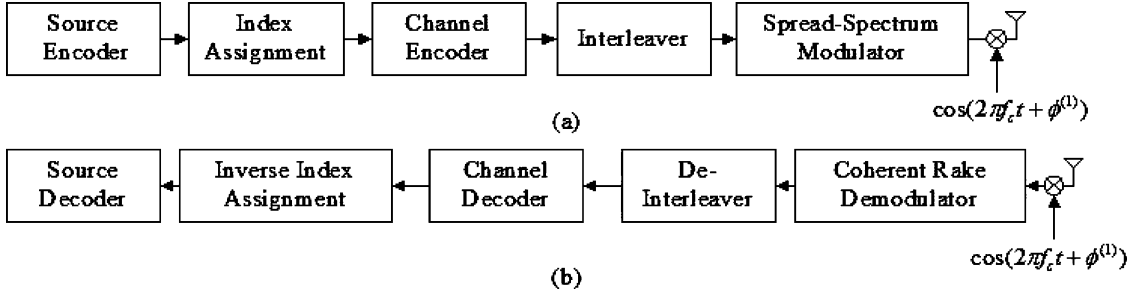 Source Encoder
Index Assignment
Channel Encoder
Interleaver
Spread-Spectrum Modulator
cos(2πf_c t + ϕ^(1))
(a)
Source Decoder
Inverse Index Assignment
Channel Decoder
De-Interleaver
Coherent Rake Demodulator
cos(2πf_c t + ϕ^(1))
(b)